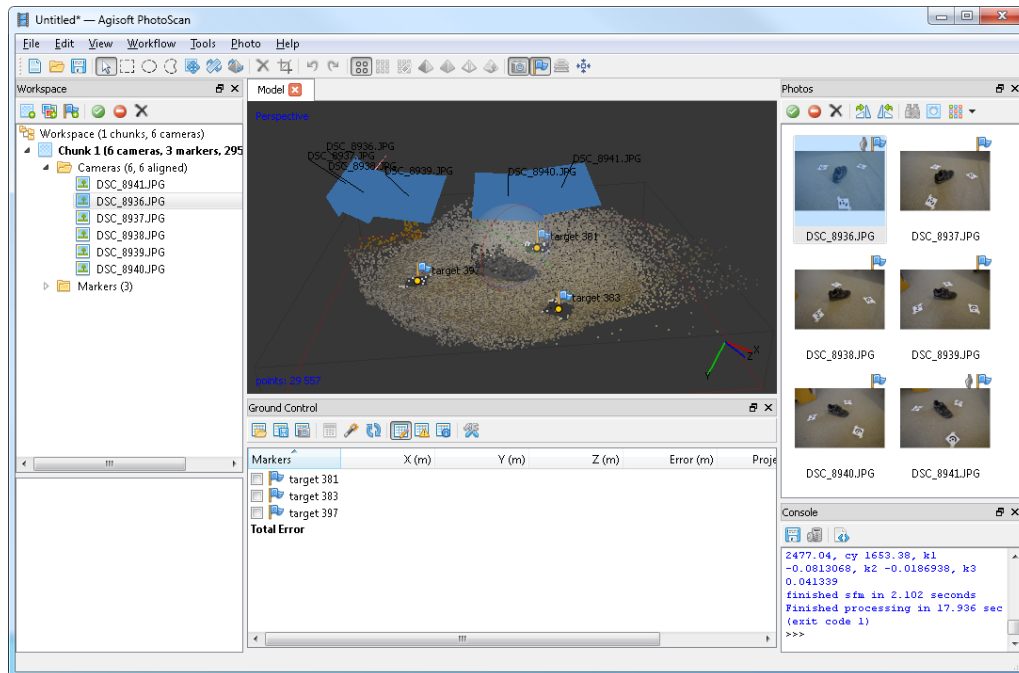 Untitled* — Agisoft PhotoScan
File Edit View Workflow Tools Photo Help
Workspace
Workspace (1 chunks, 6 cameras)
Chunk 1 (6 cameras, 3 markers, 295
Cameras (6, 6 aligned)
DSC_8941.JPG
DSC_8936.JPG
DSC_8937.JPG
DSC_8938.JPG
DSC_8939.JPG
DSC_8940.JPG
Markers (3)
Model
Perspective
DSC_8936.JPG
DSC_8937.JPG
DSC_8938.JPG
DSC_8939.JPG
DSC_8940.JPG
DSC_8941.JPG
target 381
target 397
target 383
X
Z
Y
points: 29 557
Ground Control
Markers X (m) Y (m) Z (m) Error (m) Proje
target 381
target 383
target 397
Total Error
Photos
DSC_8936.JPG DSC_8937.JPG
DSC_8938.JPG DSC_8939.JPG
DSC_8940.JPG DSC_8941.JPG
Console
2477.04, cy 1653.38, k1
-0.0813068, k2 -0.0186938, k3
0.041339
finished sfm in 2.102 seconds
Finished processing in 17.936 sec
(exit code 1)
>>>